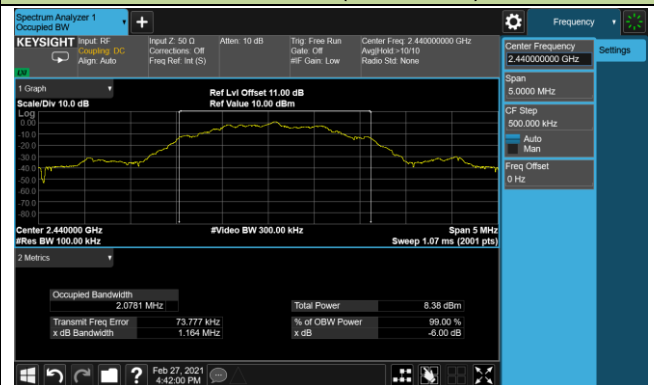 Spectrum Analyzer 1
Occupied BW
Frequency
KEYSIGHT
Input: RF
Coupling: DC
Align: Auto
Input Z: 50 Ω
Corrections: Off
Freq Ref: Int (S)
Atten: 10 dB
Trig: Free Run
Gate: Off
#IF Gain: Low
Center Freq: 2.440000000 GHz
Avg|Hold:>10/10
Radio Std: None
Center Frequency
2.440000000 GHz
Settings
Span
5.0000 MHz
CF Step
500.000 kHz
Auto
Man
Freq Offset
0 Hz
1 Graph
Scale/Div 10.0 dB
Ref Lvl Offset 11.00 dB
Ref Value 10.00 dBm
Log
0.00
-10.0
-20.0
-30.0
-40.0
-50.0
-60.0
-70.0
-80.0
Center 2.440000 GHz
#Video BW 300.00 kHz
Span 5 MHz
#Res BW 100.00 kHz
Sweep 1.07 ms (2001 pts)
2 Metrics
Occupied Bandwidth
2.0781 MHz
Total Power
8.38 dBm
Transmit Freq Error
73.777 kHz
% of OBW Power
99.00 %
x dB Bandwidth
1.164 MHz
x dB
-6.00 dB
?
Feb 27, 2021
4:42:00 PM